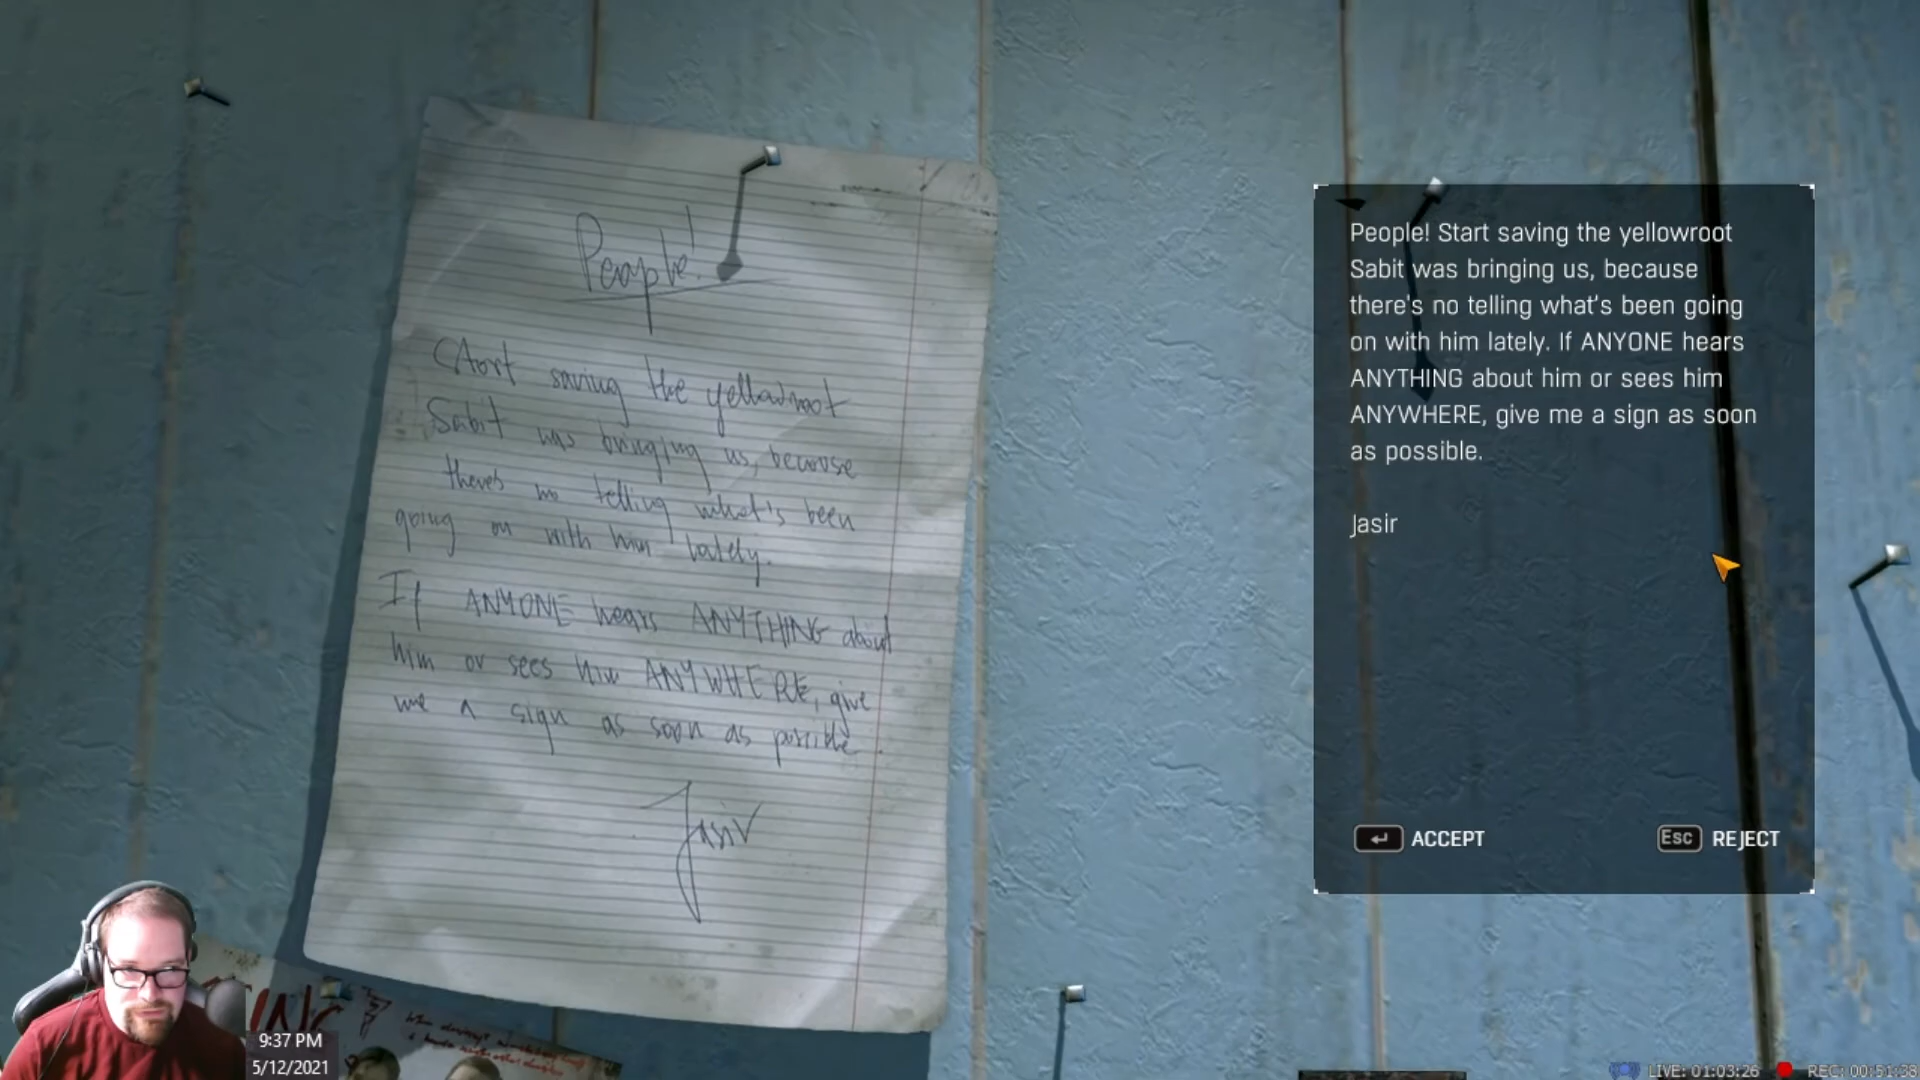 People!
Start saving the yellowroot
Sabit was bringing us, because
there's no telling what's been
going on with him lately.
If ANYONE hears ANYTHING about
him or sees him ANYWHERE, give
me a sign as soon as possible.
Jasir
People! Start saving the yellowroot
Sabit was bringing us, because
there's no telling what's been going
on with him lately. If ANYONE hears
ANYTHING about him or sees him
ANYWHERE, give me a sign as soon
as possible.
Jasir
ACCEPT
Esc REJECT
9:37 PM
5/12/2021
LIVE: 01:03:26
REC: 00:51:38